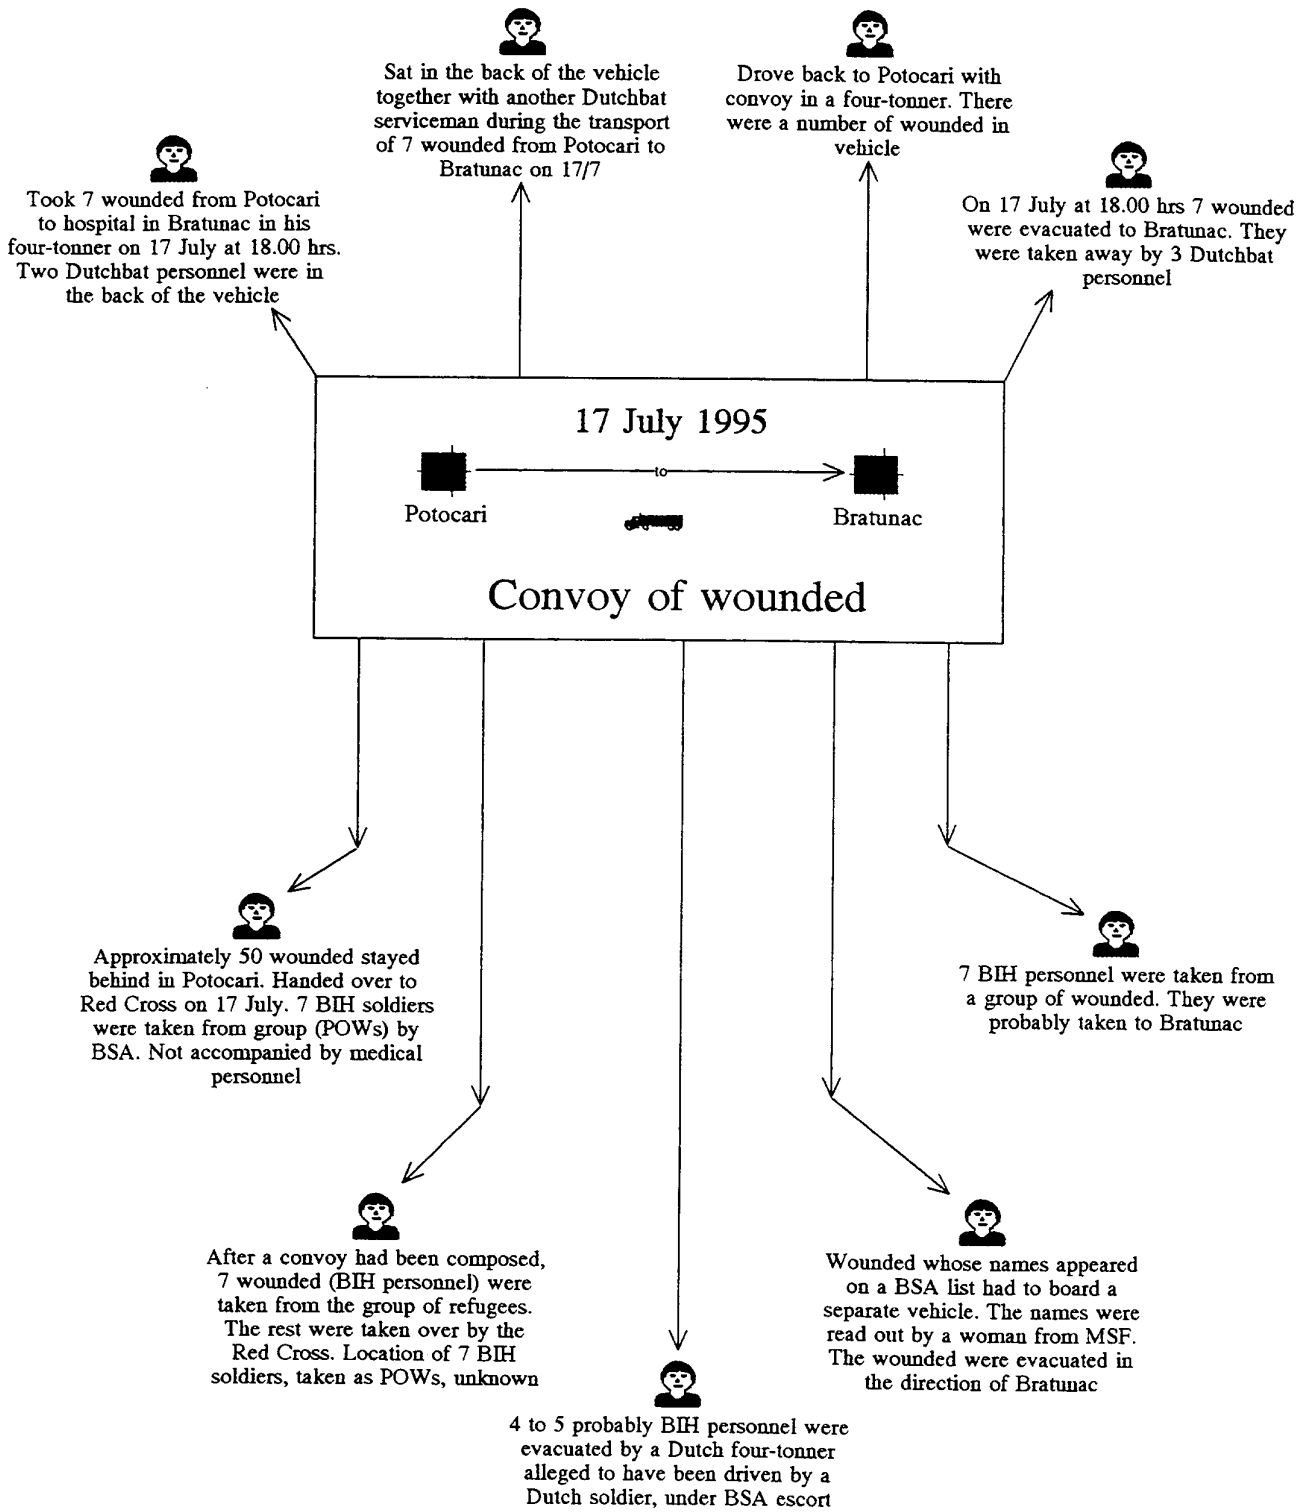 Sat in the back of the vehicle
together with another Dutchbat
serviceman during the transport
of 7 wounded from Potocari to
Bratunac on 17/7
Drove back to Potocari with
convoy in a four-tonner. There
were a number of wounded in
vehicle
Took 7 wounded from Potocari
to hospital in Bratunac in his
four-tonner on 17 July at 18.00 hrs.
Two Dutchbat personnel were in
the back of the vehicle
On 17 July at 18.00 hrs 7 wounded
were evacuated to Bratunac. They
were taken away by 3 Dutchbat
personnel
17 July 1995
to
Potocari
Bratunac
Convoy of wounded
Approximately 50 wounded stayed
behind in Potocari. Handed over to
Red Cross on 17 July. 7 BIH soldiers
were taken from group (POWs) by
BSA. Not accompanied by medical
personnel
7 BIH personnel were taken from
a group of wounded. They were
probably taken to Bratunac
After a convoy had been composed,
7 wounded (BIH personnel) were
taken from the group of refugees.
The rest were taken over by the
Red Cross. Location of 7 BIH
soldiers, taken as POWs, unknown
Wounded whose names appeared
on a BSA list had to board a
separate vehicle. The names were
read out by a woman from MSF.
The wounded were evacuated in
the direction of Bratunac
4 to 5 probably BIH personnel were
evacuated by a Dutch four-tonner
alleged to have been driven by a
Dutch soldier, under BSA escort